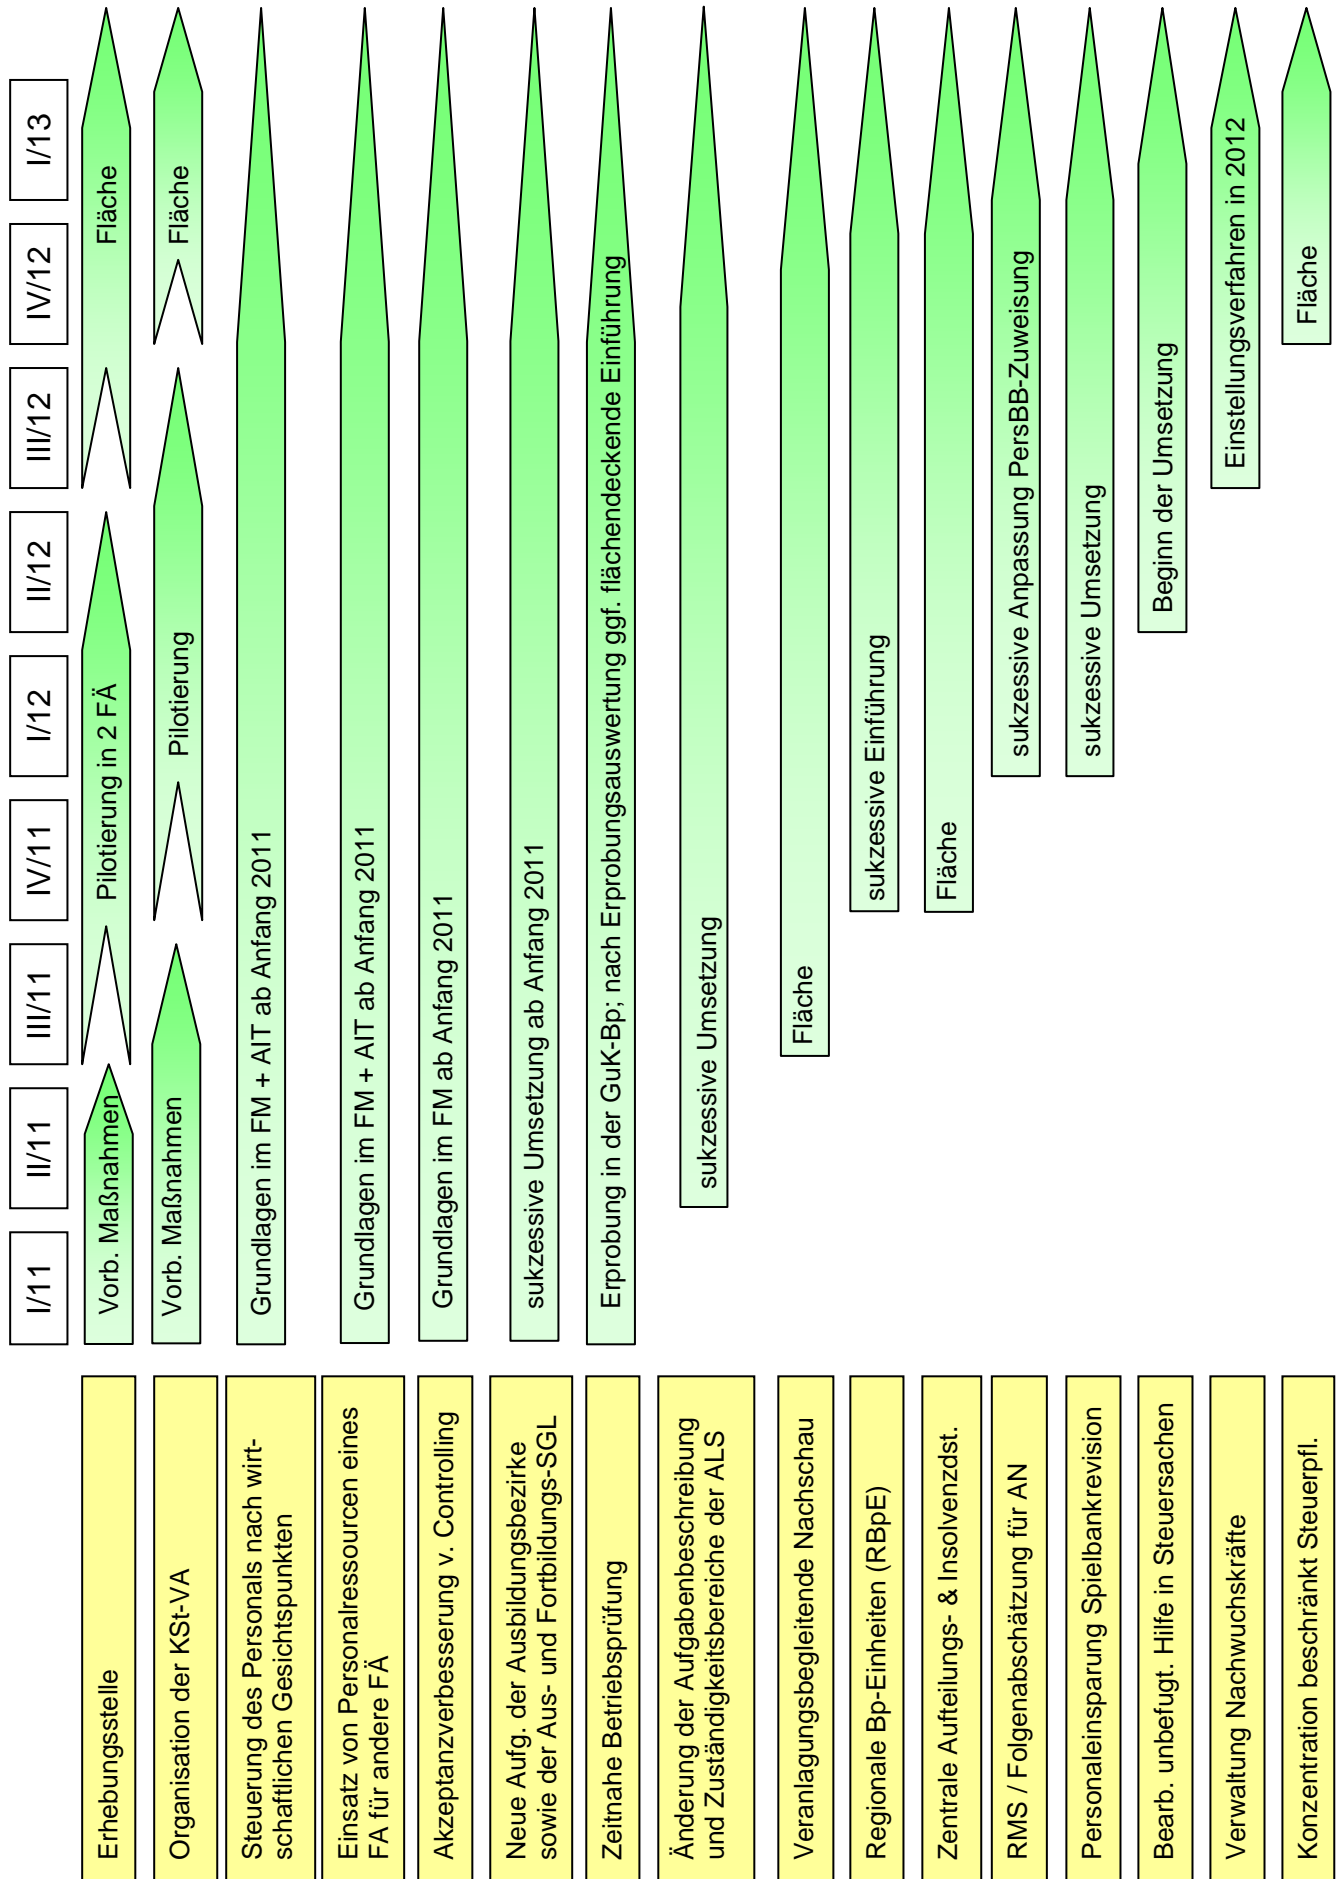 I/11 II/11 III/11 IV/11 I/12 II/12 III/12 IV/12 I/13
Erhebungsstelle
Vorb. Maßnahmen
Pilotierung in 2 FÄ
Fläche
Organisation der KSt-VA
Vorb. Maßnahmen
Pilotierung
Fläche
Steuerung des Personals nach wirt-
schaftlichen Gesichtspunkten
Grundlagen im FM + AIT ab Anfang 2011
Einsatz von Personalressourcen eines
FA für andere FÄ
Grundlagen im FM + AIT ab Anfang 2011
Akzeptanzverbesserung v. Controlling
Grundlagen im FM ab Anfang 2011
Neue Aufg. der Ausbildungsbezirke
sowie der Aus- und Fortbildungs-SGL
sukzessive Umsetzung ab Anfang 2011
Zeitnahe Betriebsprüfung
Erprobung in der GuK-Bp; nach Erprobungsauswertung ggf. flächendeckende Einführung
Änderung der Aufgabenbeschreibung
und Zuständigkeitsbereiche der ALS
sukzessive Umsetzung
Veranlagungsbegleitende Nachschau
Fläche
Regionale Bp-Einheiten (RBpE)
sukzessive Einführung
Zentrale Aufteilungs- & Insolvenzdst.
Fläche
RMS / Folgenabschätzung für AN
sukzessive Anpassung PersBB-Zuweisung
Personaleinsparung Spielbankrevision
sukzessive Umsetzung
Bearb. unbefugt. Hilfe in Steuersachen
Beginn der Umsetzung
Verwaltung Nachwuchskräfte
Einstellungsverfahren in 2012
Konzentration beschränkt Steuerpfl.
Fläche